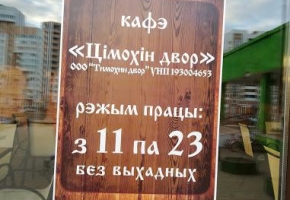 кафэ
«Цімохін двор»
ООО "Тимохин двор" УНП 193004653
рэжым працы:
з 11 па 23
без выхадных